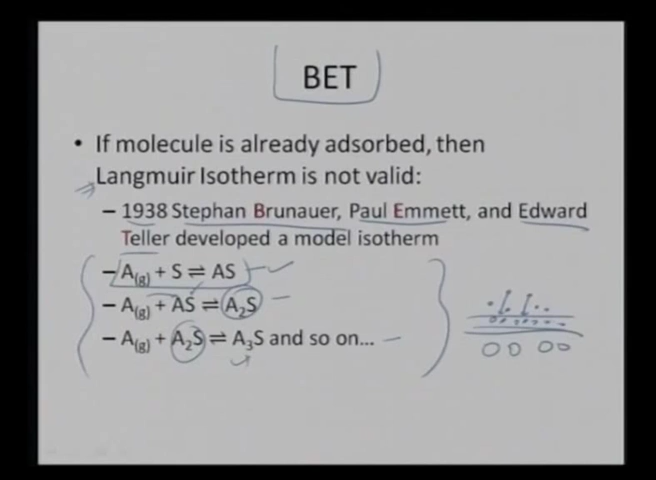 BET
• If molecule is already adsorbed, then
Langmuir Isotherm is not valid:
– 1938 Stephan Brunauer, Paul Emmett, and Edward
Teller developed a model isotherm
– A(g) + S ⇌ AS
– A(g) + AS ⇌ A₂S
– A(g) + A₂S ⇌ A₃S and so on...